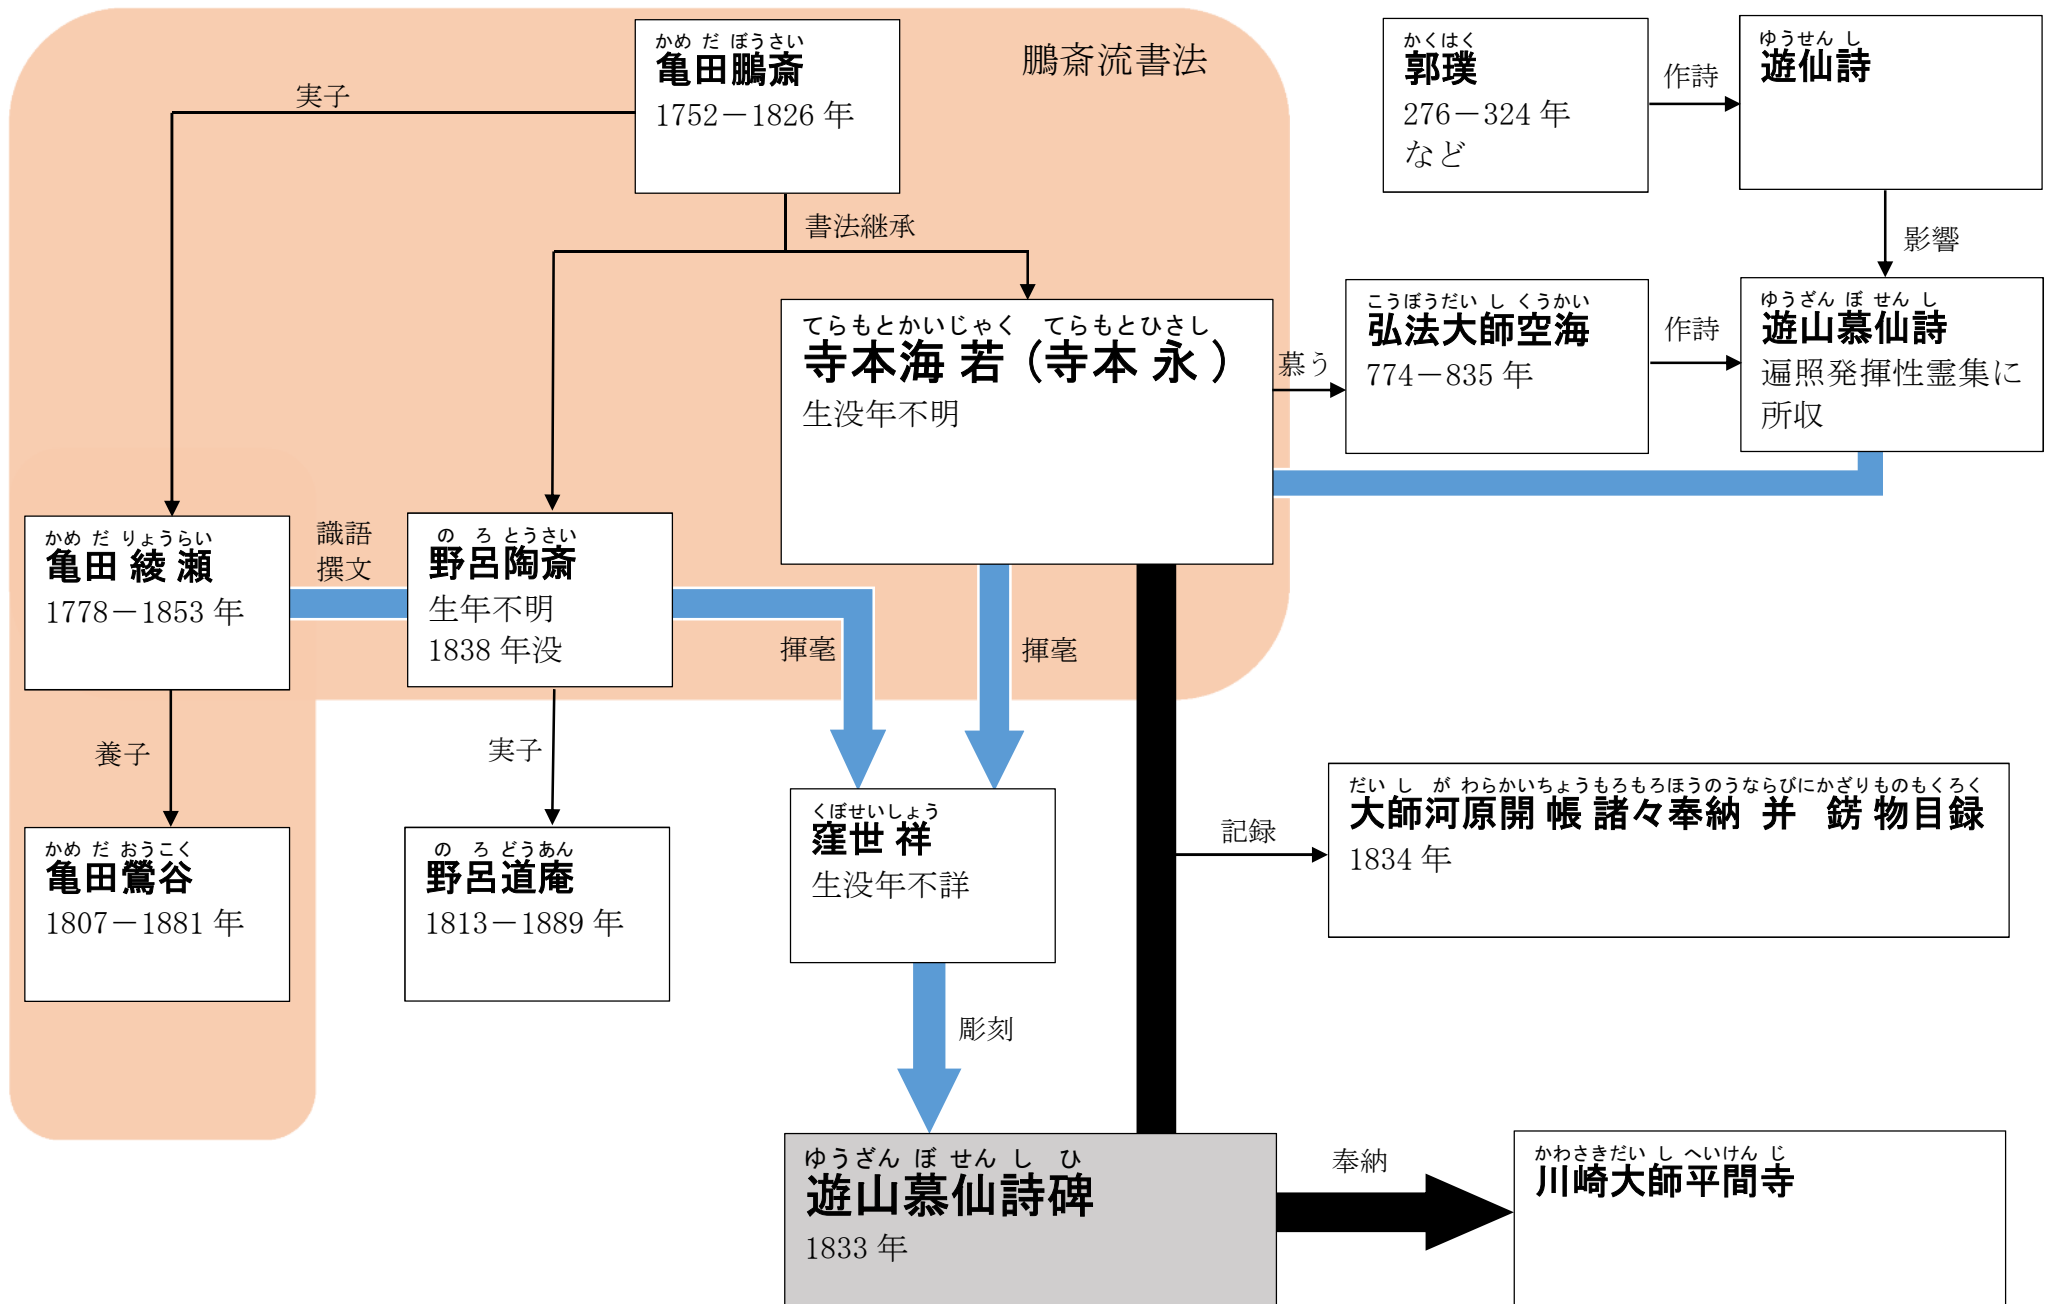 かめ だ ぼうさい
亀田鵬斎
1752－1826 年
鵬斎流書法
かくはく
郭璞
276－324 年
など
作詩
ゆうせん し
遊仙詩
実子
書法継承
影響
てらもとかいじゃく てらもとひさし
寺本海若（寺本永）
生没年不明
慕う
こうぼうだい し くうかい
弘法大師空海
774－835 年
作詩
ゆうざん ぼ せん し
遊山慕仙詩
遍照発揮性霊集に
所収
かめ だ りょうらい
亀田綾瀬
1778－1853 年
識語
撰文
の ろ とうさい
野呂陶斎
生年不明
1838 年没
揮毫
揮毫
養子
実子
かめ だ おうこく
亀田鶯谷
1807－1881 年
の ろ どうあん
野呂道庵
1813－1889 年
くぼせいしょう
窪世祥
生没年不詳
記録
だい し が わらかいちょうもろもろほうのうならびにかざりものもくろく
大師河原開帳諸々奉納并錺物目録
1834 年
彫刻
ゆうざん ぼ せん し ひ
遊山慕仙詩碑
1833 年
奉納
かわさきだい し へいけん じ
川崎大師平間寺